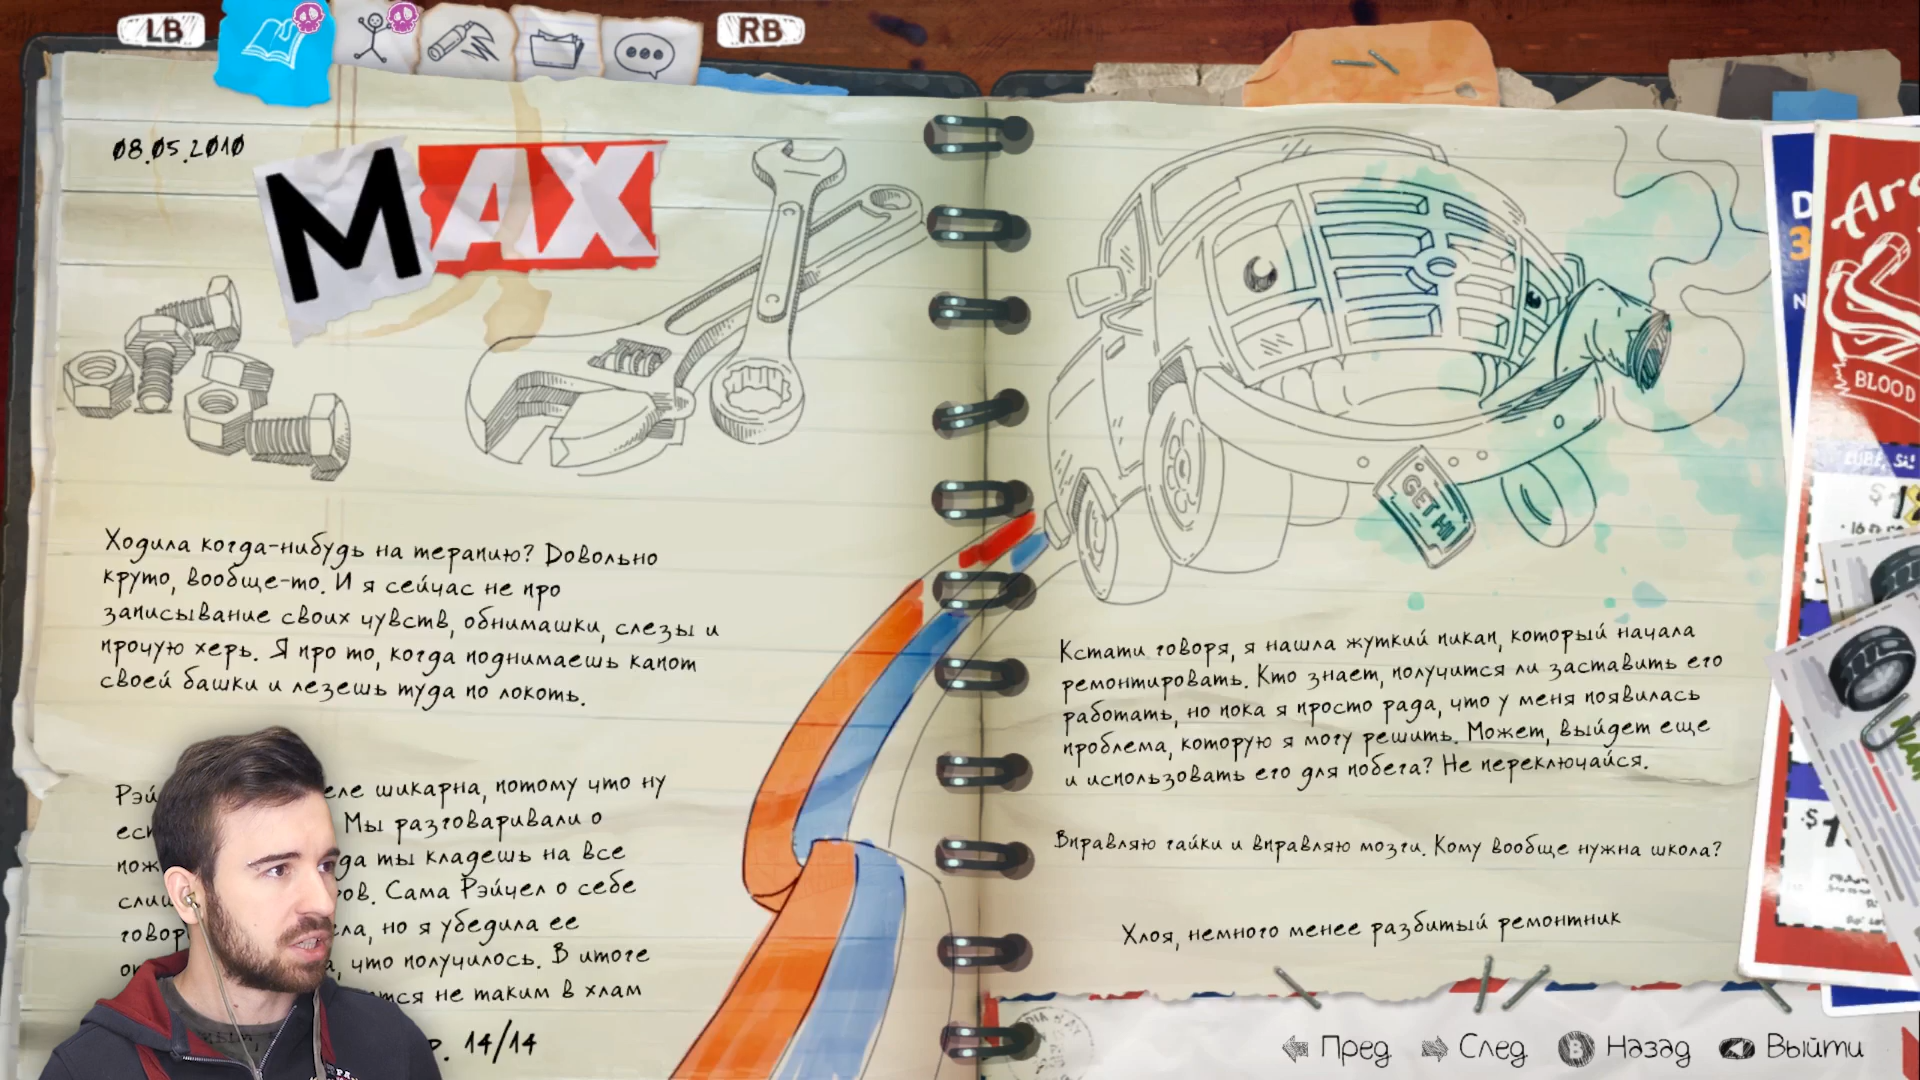 LB
RB
08.05.2010
MAX
Ходила когда-нибудь на терапию? Довольно
круто, вообще-то. И я сейчас не про
записывание своих чувств, обнимашки, слезы и
прочую херь. Я про то, когда поднимаешь капот
своей башки и лезешь туда по локоть.
еле шикарна, потому что ну
Мы разговаривали о
да ты кладешь на все
ов. Сама Рэйчел о себе
ла, но я убедила ее
а, что получилось. В итоге
тся не таким в хлам
14/14
GET HI
Кстати говоря, я нашла жуткий пикап, который начала
ремонтировать. Кто знает, получится ли заставить его
работать, но пока я просто рада, что у меня появилась
проблема, которую я могу решить. Может, выйдет еще
и использовать его для побега? Не переключайся.
Вправляю гайки и вправляю мозги. Кому вообще нужна школа?
Хлоя, немного менее разбитый ремонтник
BLOOD
Пред
След
B Назад
Выйти